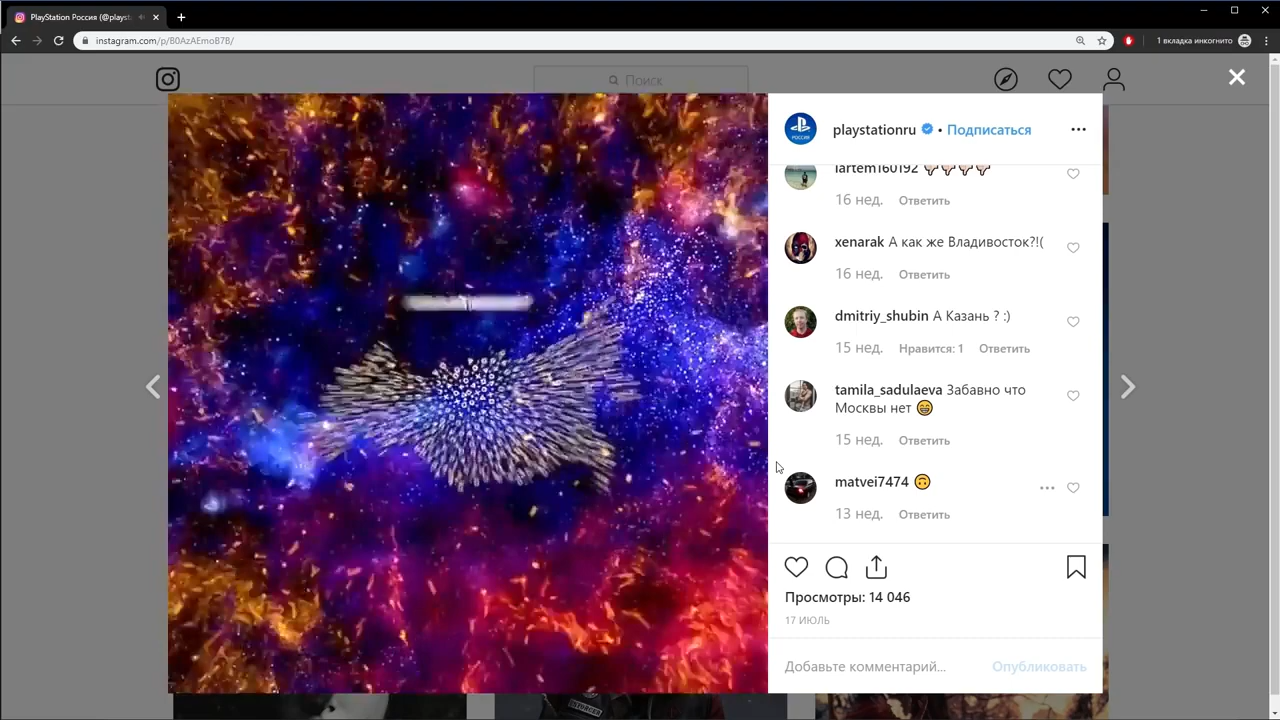 PlayStation Россия (@playst
instagram.com/p/B0AzAEmoB7B/
1 вкладка инкогнито
Поиск
РОССИЯ
playstationru • Подписаться
iartem160192 👎👎👎👎
16 нед. Ответить
xenarak А как же Владивосток?!(
16 нед. Ответить
dmitriy_shubin А Казань ? :)
15 нед. Нравится: 1 Ответить
tamila_sadulaeva Забавно что
Москвы нет 😁
15 нед. Ответить
matvei7474 🙃
13 нед. Ответить
Просмотры: 14 046
17 ИЮЛЬ
Добавьте комментарий... Опубликовать